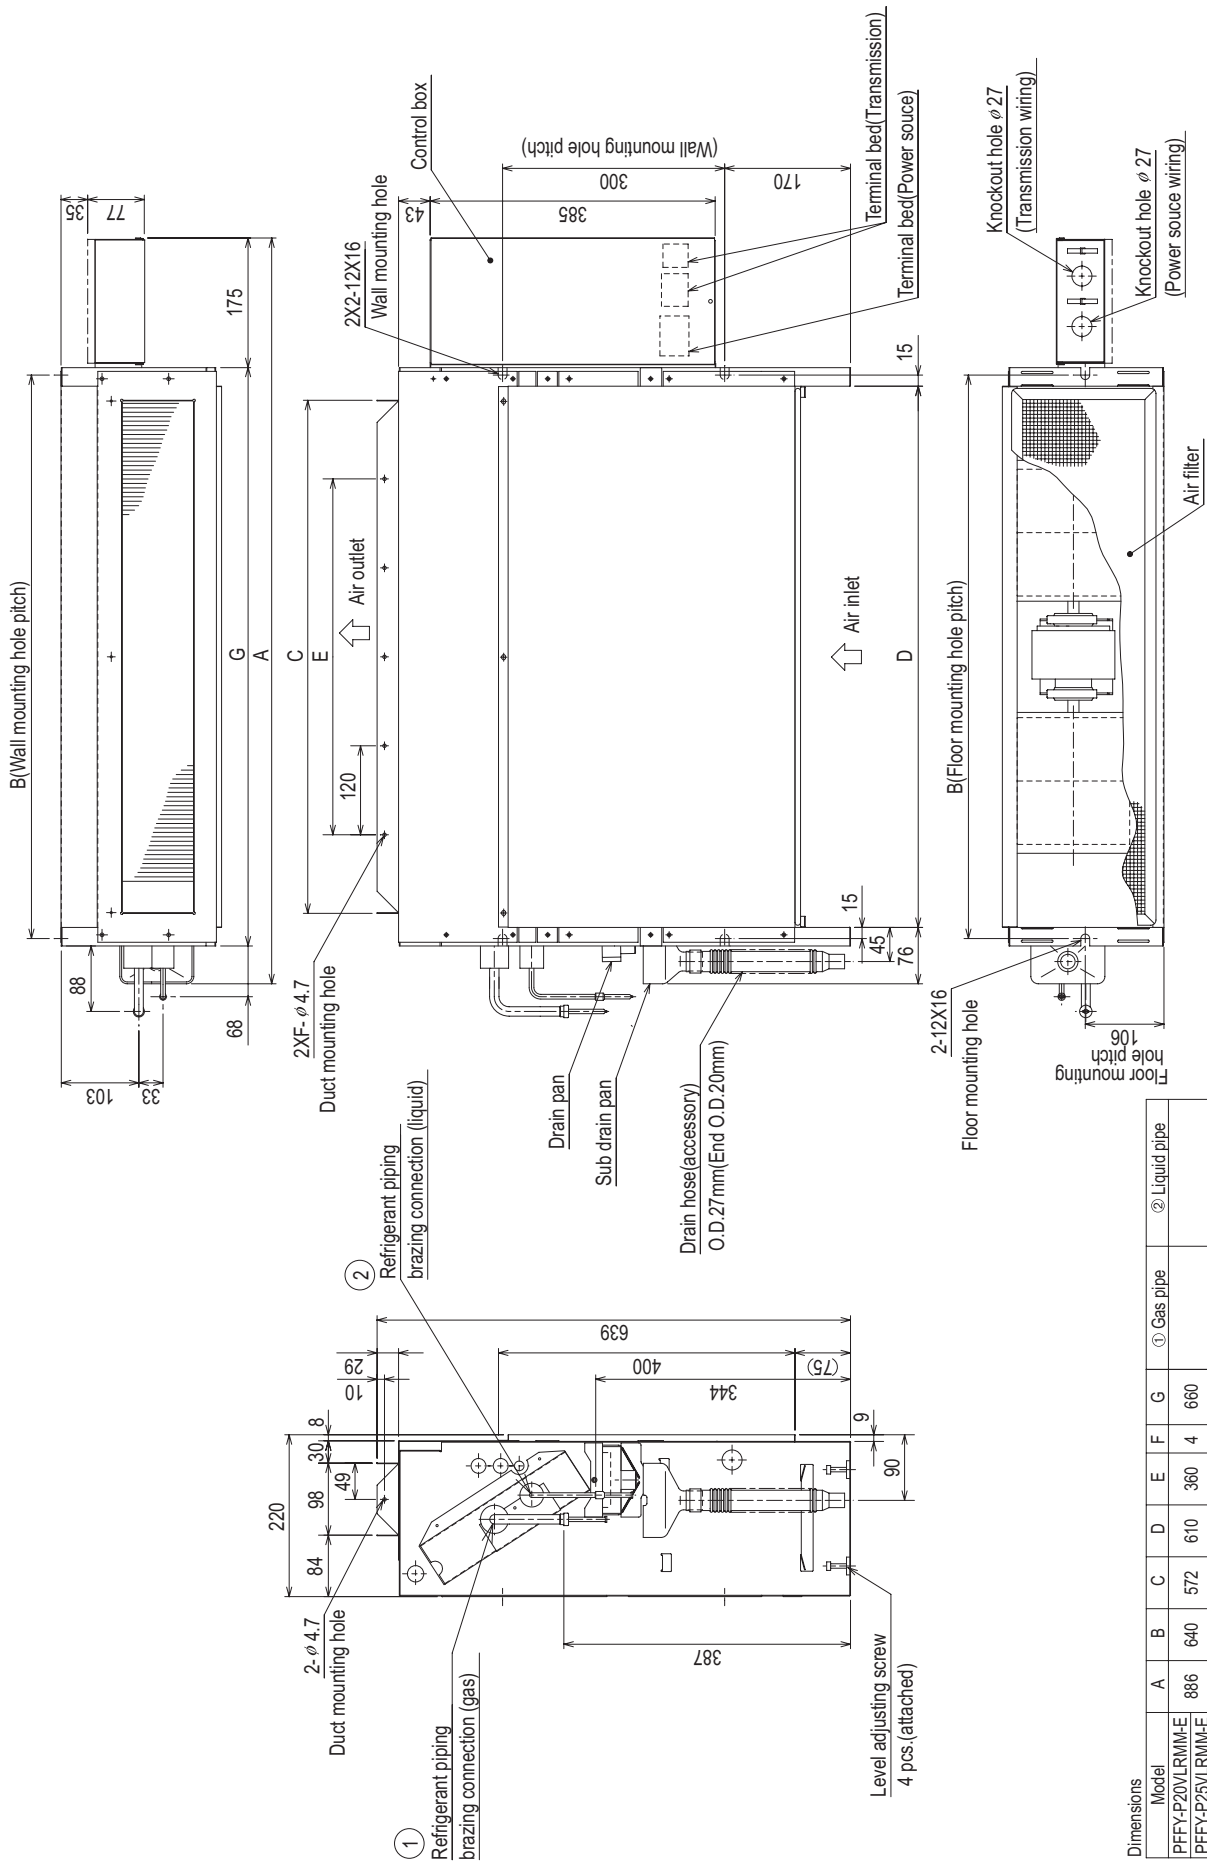 B(Wall mounting hole pitch)
G
A
175
35
77
88
68
103
33
2XF-φ4.7
Duct mounting hole
C
E
120
Air outlet
2X2-12X16
Wall mounting hole
Control box
43
385
300
(Wall mounting hole pitch)
170
Terminal bed(Transmission)
Terminal bed(Power souce)
15
Air inlet
D
15
45
76
Drain pan
Sub drain pan
Drain hose(accessory)
O.D.27mm(End O.D.20mm)
B(Floor mounting hole pitch)
2-12X16
Floor mounting hole
106
Floor mounting
hole pitch
Air filter
Knockout hole φ27
(Transmission wiring)
Knockout hole φ27
(Power souce wiring)
2
Refrigerant piping
brazing connection (liquid)
1
Refrigerant piping
brazing connection (gas)
2-φ4.7
Duct mounting hole
220
84
98
30
8
49
10
29
639
400
344
(75)
9
90
387
Level adjusting screw
4 pcs.(attached)
Dimensions
Model A B C D E F G ① Gas pipe ② Liquid pipe
PFFY-P20VLRMM-E 886 640 572 610 360 4 660
PFFY-P25VLRMM-E